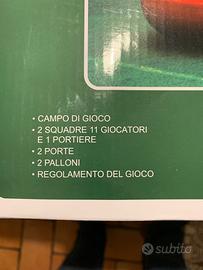 • CAMPO DI GIOCO
• 2 SQUADRE 11 GIOCATORI
E 1 PORTIERE
• 2 PORTE
• 2 PALLONI
• REGOLAMENTO DEL GIOCO
subito